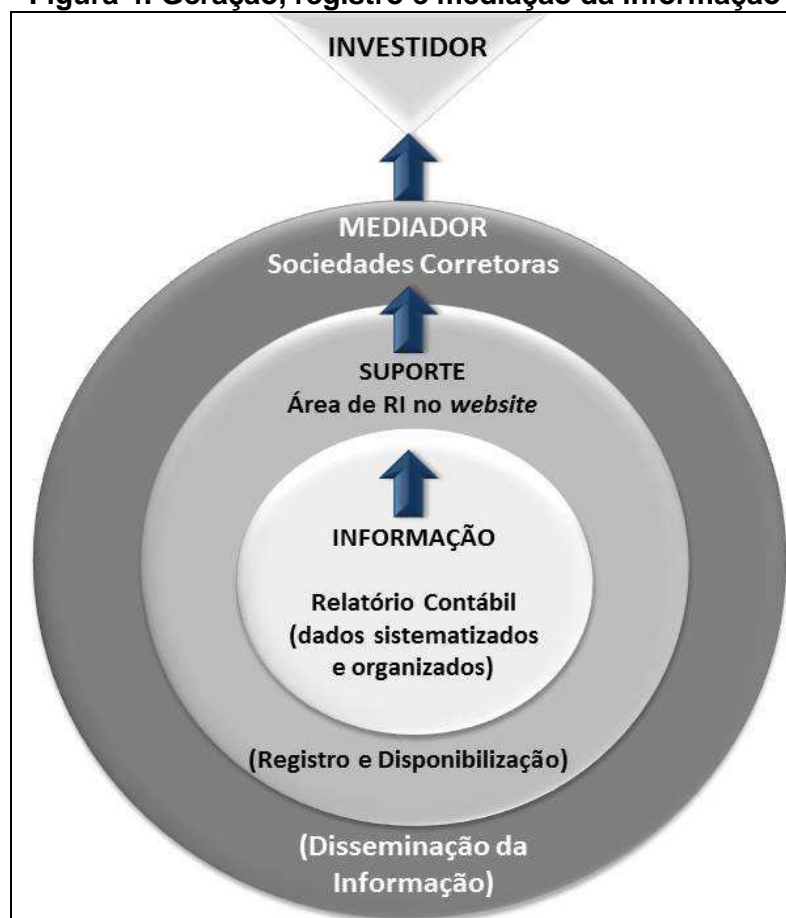 Figura 4. Geração, registro e mediação da informação
INVESTIDOR
MEDIADOR
Sociedades Corretoras
SUPORTE
Área de RI no website
INFORMAÇÃO
Relatório Contábil
(dados sistematizados
e organizados)
(Registro e Disponibilização)
(Disseminação da
Informação)